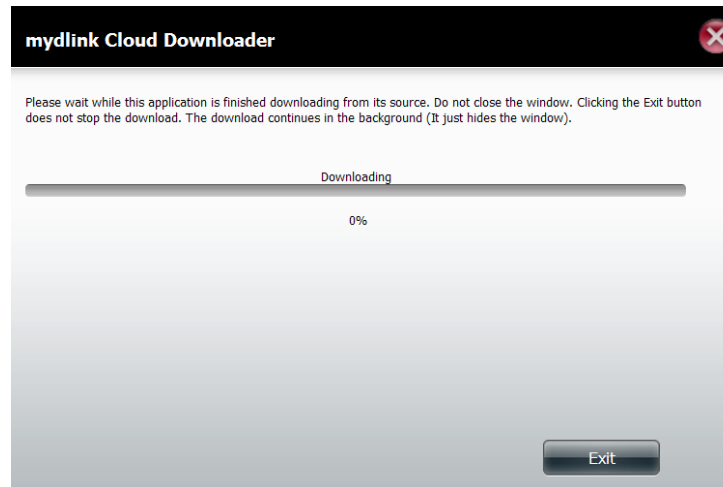 mydlink Cloud Downloader
Please wait while this application is finished downloading from its source. Do not close the window. Clicking the Exit button
does not stop the download. The download continues in the background (It just hides the window).
Downloading
0%
Exit